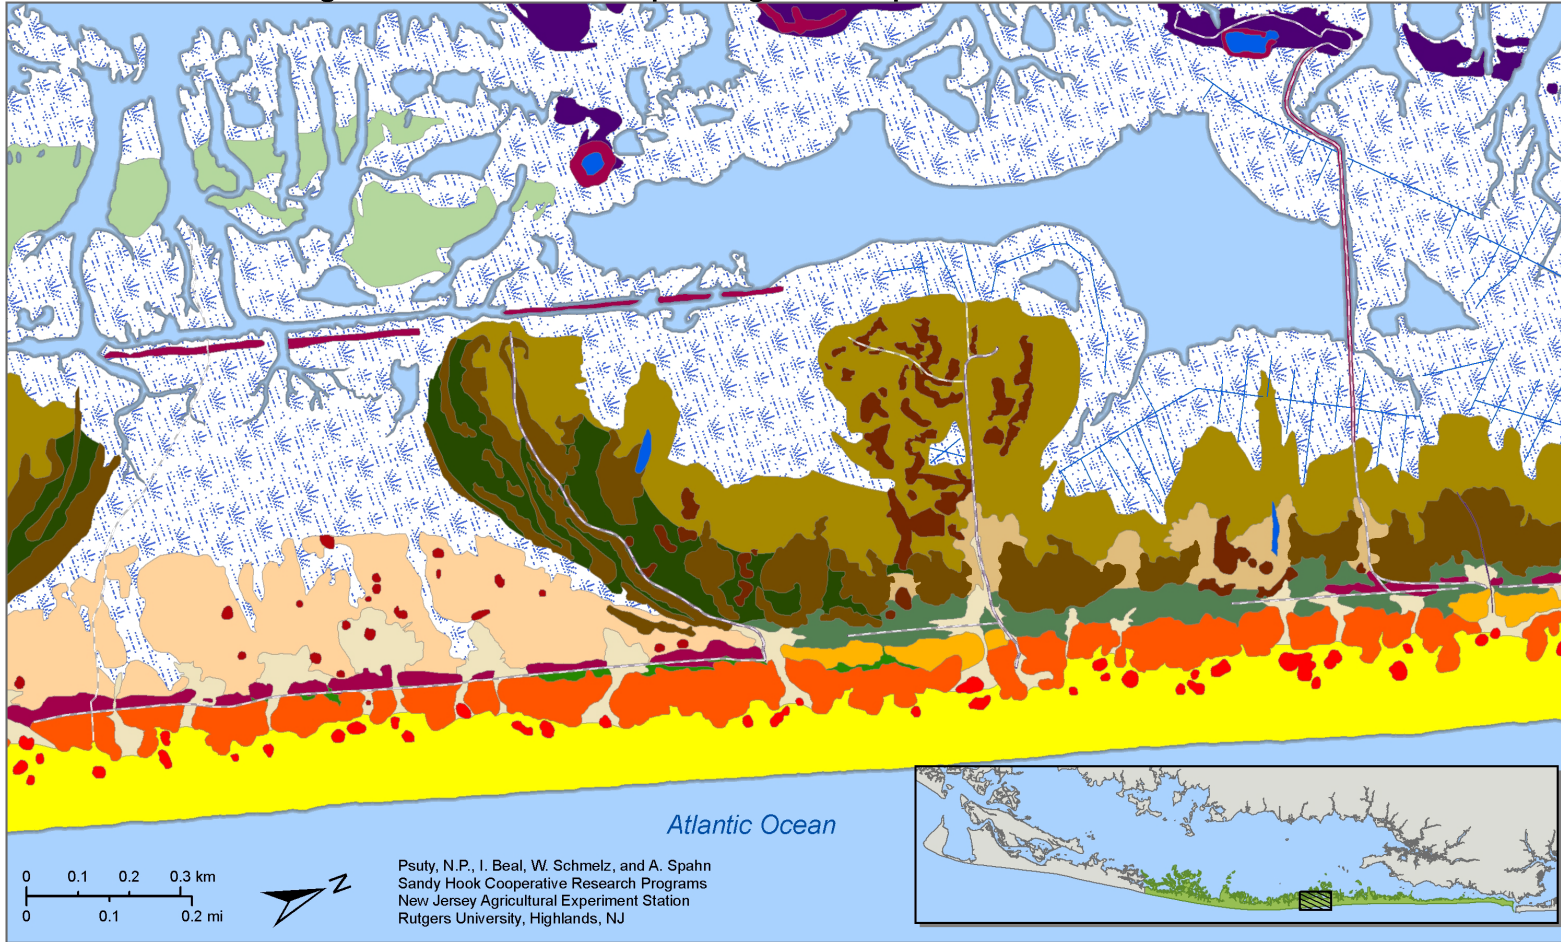 Atlantic Ocean
0 0.1 0.2 0.3 km
0 0.1 0.2 mi
N
Psuty, N.P., I. Beal, W. Schmelz, and A. Spahn
Sandy Hook Cooperative Research Programs
New Jersey Agricultural Experiment Station
Rutgers University, Highlands, NJ